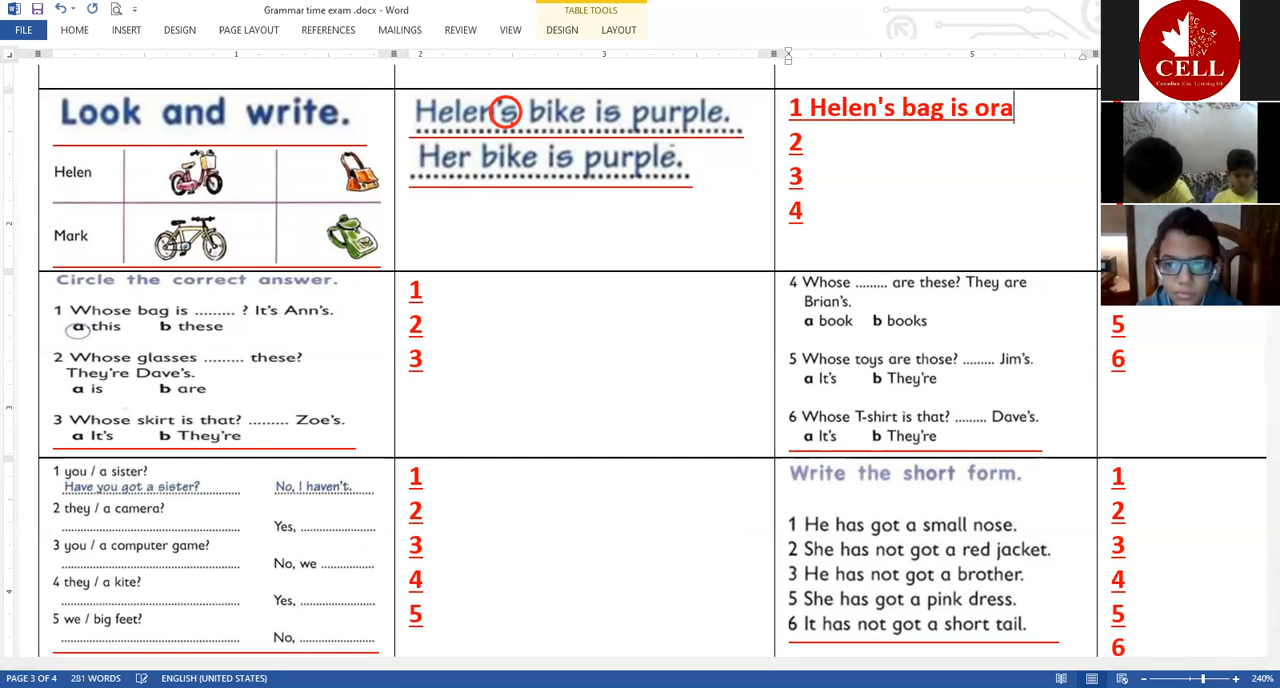 Grammar time exam .docx - Word
TABLE TOOLS
FILE HOME INSERT DESIGN PAGE LAYOUT REFERENCES MAILINGS REVIEW VIEW DESIGN LAYOUT
1 2 3 5
Look and write.
Helen
Mark
Helen's bike is purple.
Her bike is purple.
1 Helen's bag is ora
2
3
4
Circle the correct answer.
1 Whose bag is ......... ? It's Ann's.
a this b these
2 Whose glasses ........ these?
They're Dave's.
a is b are
3 Whose skirt is that? ......... Zoe's.
a It's b They're
1
2
3
4 Whose ......... are these? They are
Brian's.
a book b books
5 Whose toys are those? ......... Jim's.
a It's b They're
6 Whose T-shirt is that? ......... Dave's.
a It's b They're
5
6
1 you / a sister?
Have you got a sister? No, I haven't.
2 they / a camera?
Yes,
3 you / a computer game?
No, we
4 they / a kite?
Yes,
5 we / big feet?
No,
1
2
3
4
5
Write the short form.
1 He has got a small nose.
2 She has not got a red jacket.
3 He has not got a brother.
5 She has got a pink dress.
6 It has not got a short tail.
1
2
3
4
5
6
CELL
PAGE 3 OF 4 281 WORDS ENGLISH (UNITED STATES) 240%